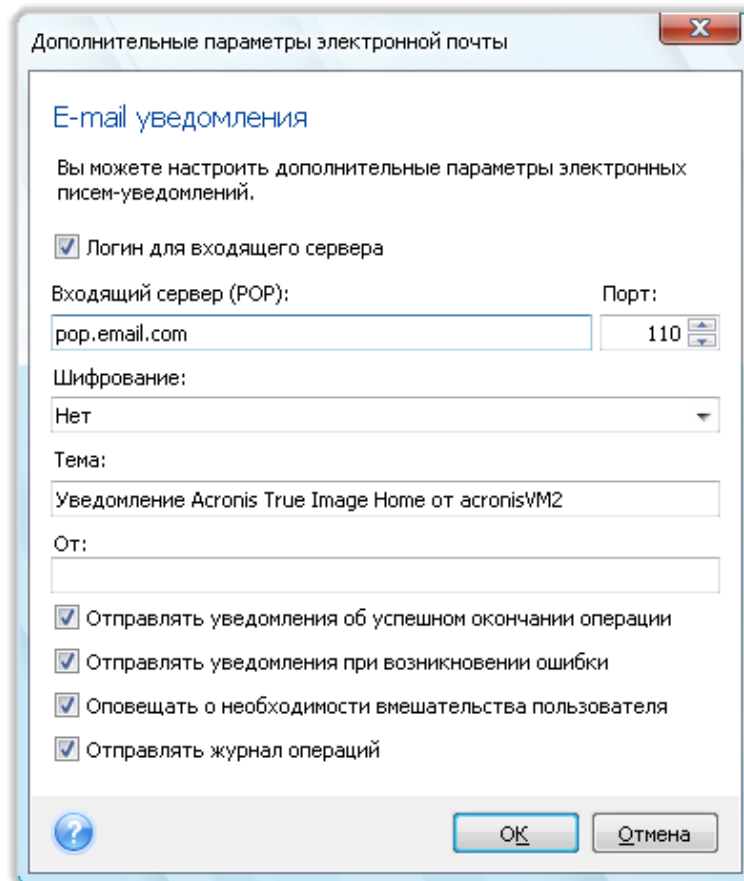 Дополнительные параметры электронной почты
E-mail уведомления
Вы можете настроить дополнительные параметры электронных
писем-уведомлений.
Логин для входящего сервера
Входящий сервер (POP): Порт:
pop.email.com 110
Шифрование:
Нет
Тема:
Уведомление Acronis True Image Home от acronisVM2
От:
Отправлять уведомления об успешном окончании операции
Отправлять уведомления при возникновении ошибки
Оповещать о необходимости вмешательства пользователя
Отправлять журнал операций
? OK Отмена